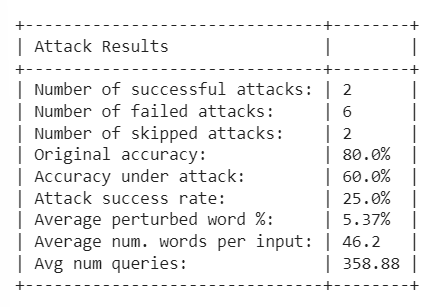 +-------------------------------+--------+
| Attack Results                |        |
+-------------------------------+--------+
| Number of successful attacks: | 2      |
| Number of failed attacks:     | 6      |
| Number of skipped attacks:    | 2      |
| Original accuracy:            | 80.0%  |
| Accuracy under attack:        | 60.0%  |
| Attack success rate:          | 25.0%  |
| Average perturbed word %:     | 5.37%  |
| Average num. words per input: | 46.2   |
| Avg num queries:              | 358.88 |
+-------------------------------+--------+